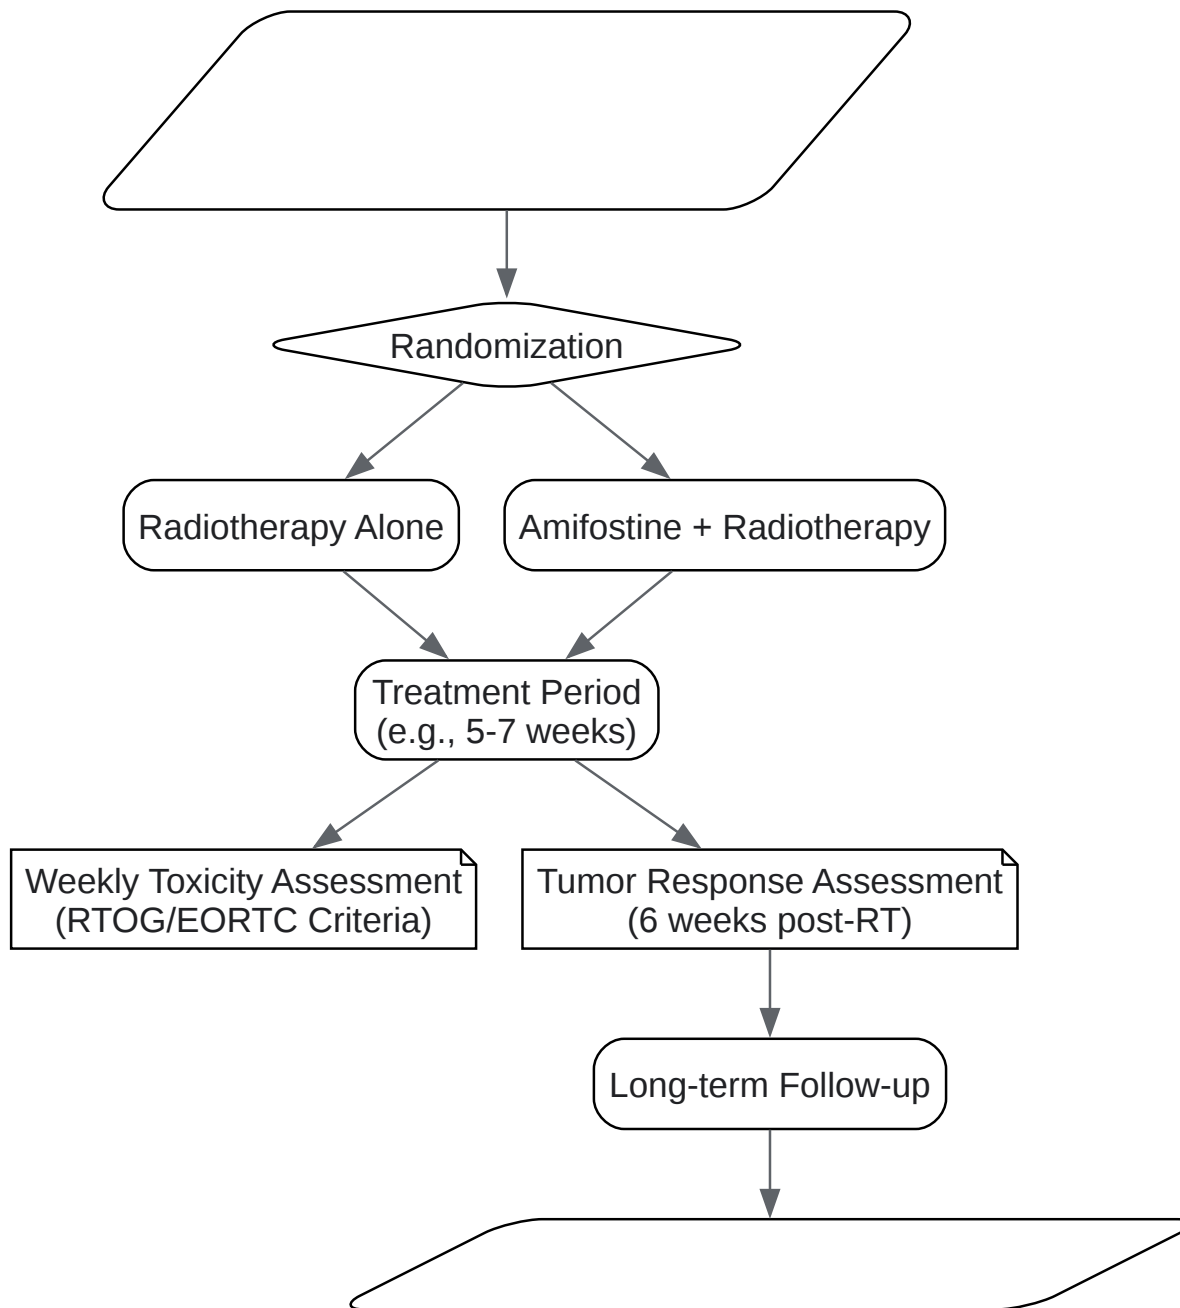 Randomization
Radiotherapy Alone
Amifostine + Radiotherapy
Treatment Period
(e.g., 5-7 weeks)
Weekly Toxicity Assessment
(RTOG/EORTC Criteria)
Tumor Response Assessment
(6 weeks post-RT)
Long-term Follow-up